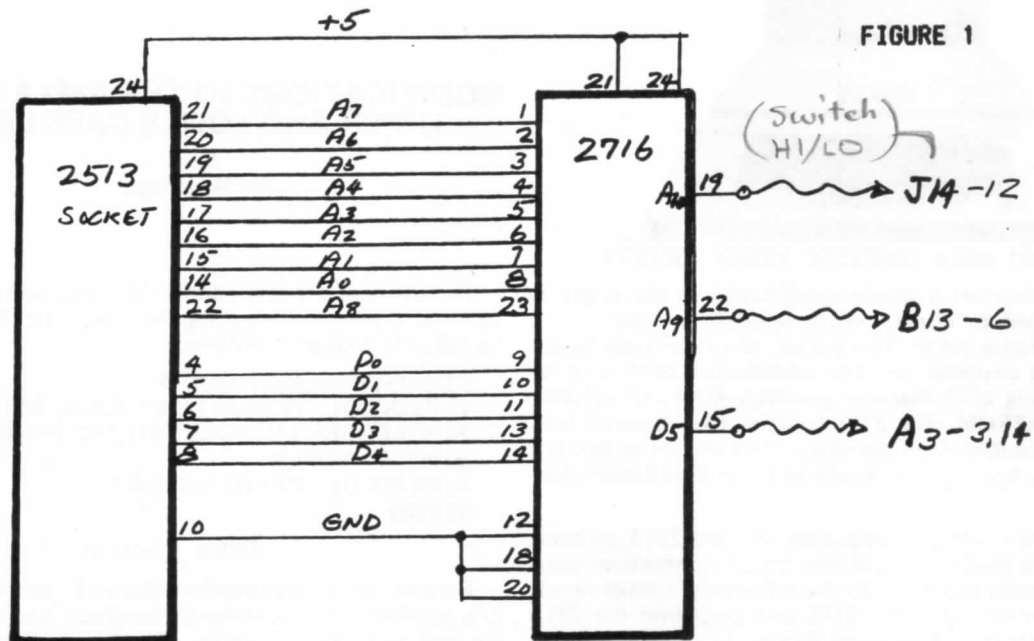 FIGURE 1
+5
24
21 24
2513
SOCKET
2716
(Switch
HI/LO)
21 A7 1
20 A6 2
19 A5 3
18 A4 4
17 A3 5
16 A2 6
15 A1 7
14 A0 8
22 A8 23
4 D0 9
5 D1 10
6 D2 11
7 D3 13
8 D4 14
10 GND 12
18
20
A10 19 J14-12
A9 22 B13-6
D5 15 A3-3,14